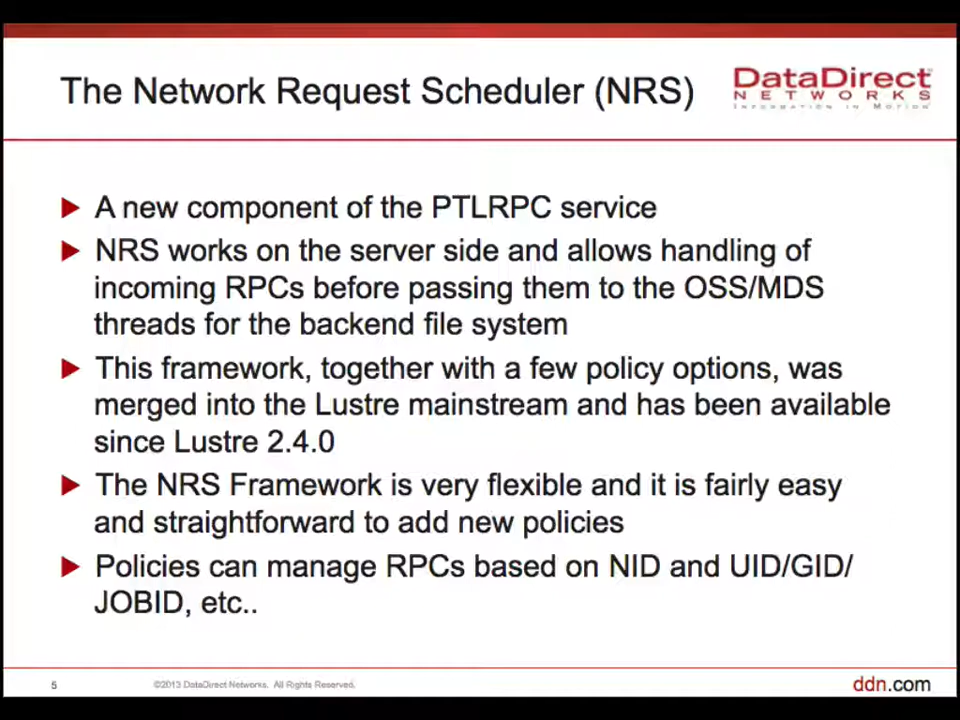 The Network Request Scheduler (NRS)
DataDirect
NETWORKS
INFORMATION IN MOTION
A new component of the PTLRPC service
NRS works on the server side and allows handling of
incoming RPCs before passing them to the OSS/MDS
threads for the backend file system
This framework, together with a few policy options, was
merged into the Lustre mainstream and has been available
since Lustre 2.4.0
The NRS Framework is very flexible and it is fairly easy
and straightforward to add new policies
Policies can manage RPCs based on NID and UID/GID/
JOBID, etc..
5
©2013 DataDirect Networks. All Rights Reserved.
ddn.com